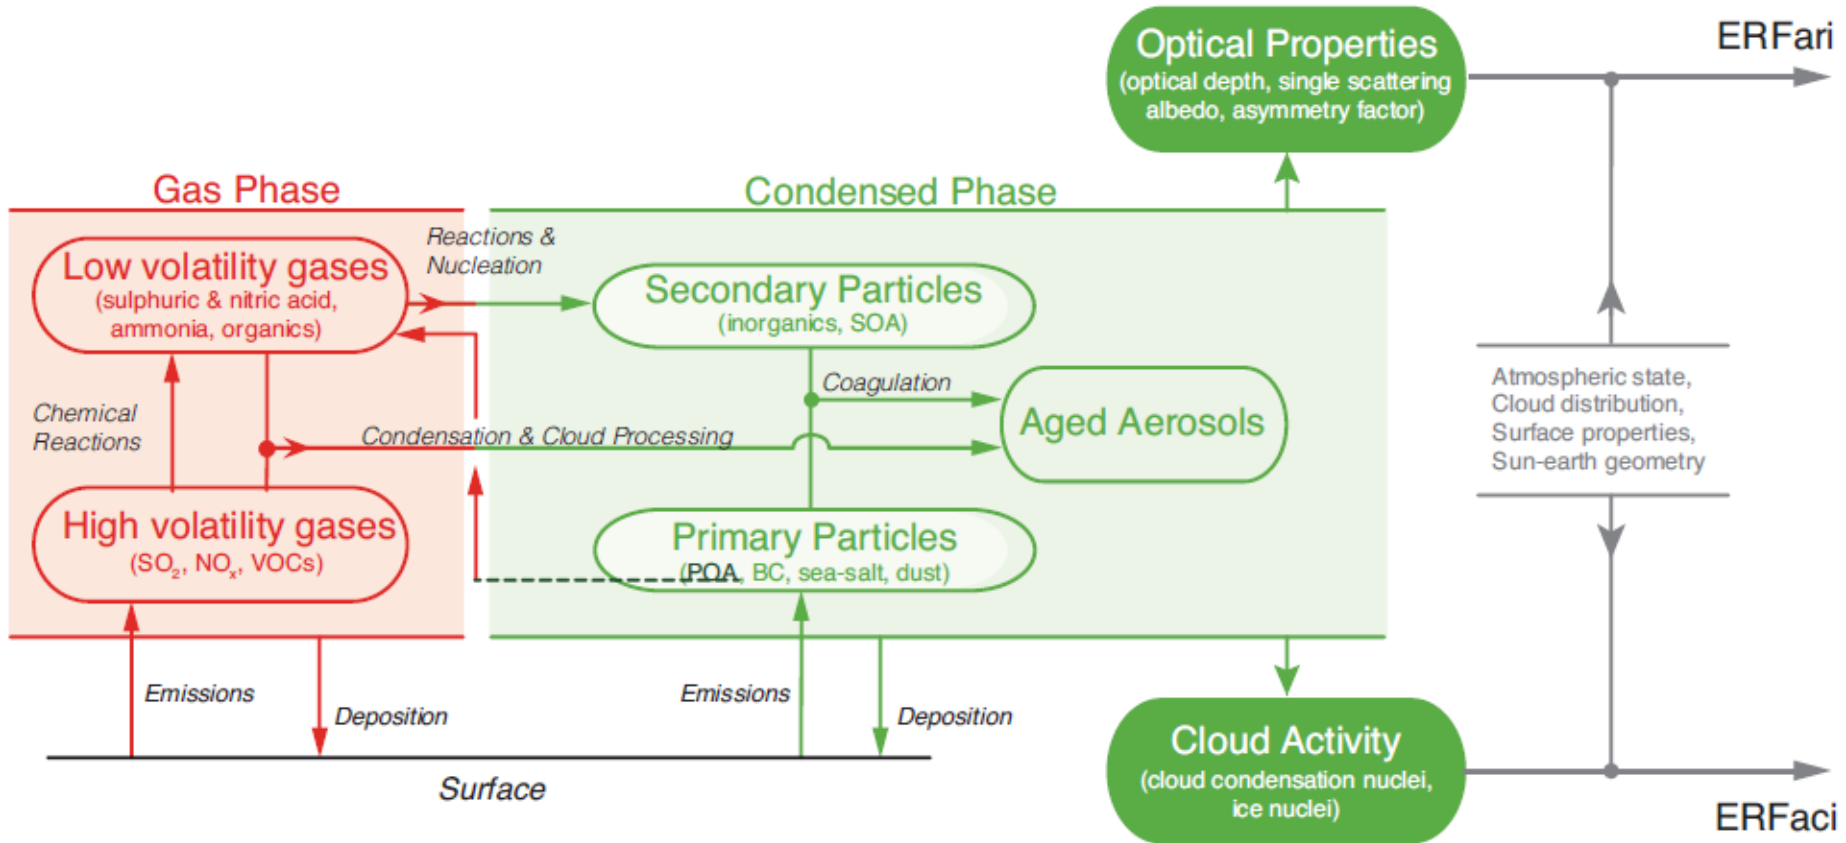 Optical Properties
(optical depth, single scattering
albedo, asymmetry factor)
ERFari
Gas Phase
Condensed Phase
Reactions &
Nucleation
Low volatility gases
(sulphuric & nitric acid,
ammonia, organics)
Secondary Particles
(inorganics, SOA)
Coagulation
Aged Aerosols
Chemical
Reactions
Condensation & Cloud Processing
Atmospheric state,
Cloud distribution,
Surface properties,
Sun-earth geometry
High volatility gases
(SO₂, NOₓ, VOCs)
Primary Particles
(POA, BC, sea-salt, dust)
Emissions
Deposition
Emissions
Deposition
Surface
Cloud Activity
(cloud condensation nuclei,
ice nuclei)
ERFaci